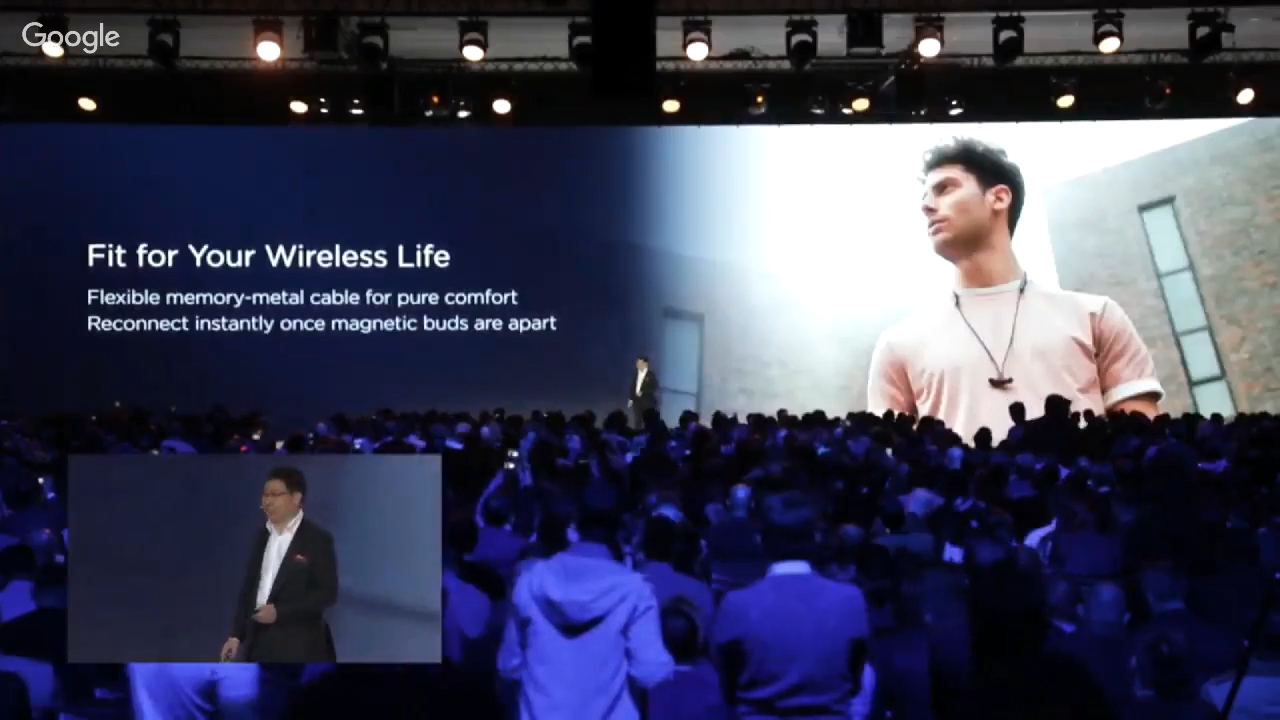 Google
Fit for Your Wireless Life
Flexible memory-metal cable for pure comfort
Reconnect instantly once magnetic buds are apart